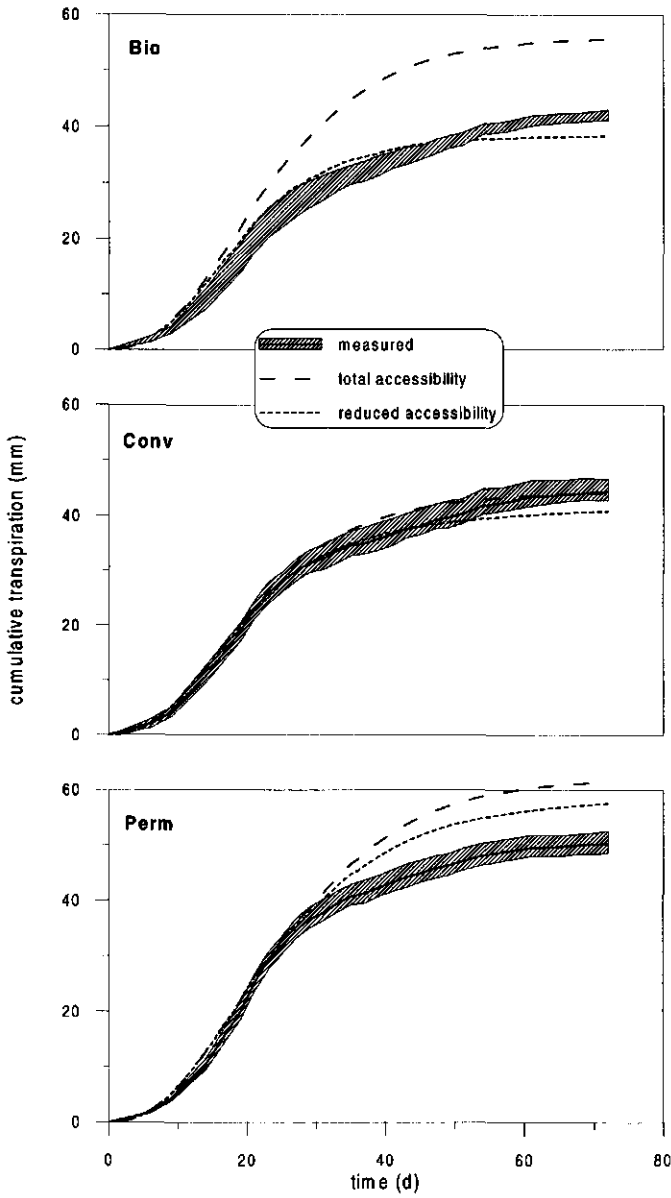 60
Bio
40
20
0
measured
total accessibility
reduced accessibility
60
Conv
40
20
0
cumulative transpiration (mm)
60
Perm
40
20
0
0 20 40 60 80
time (d)